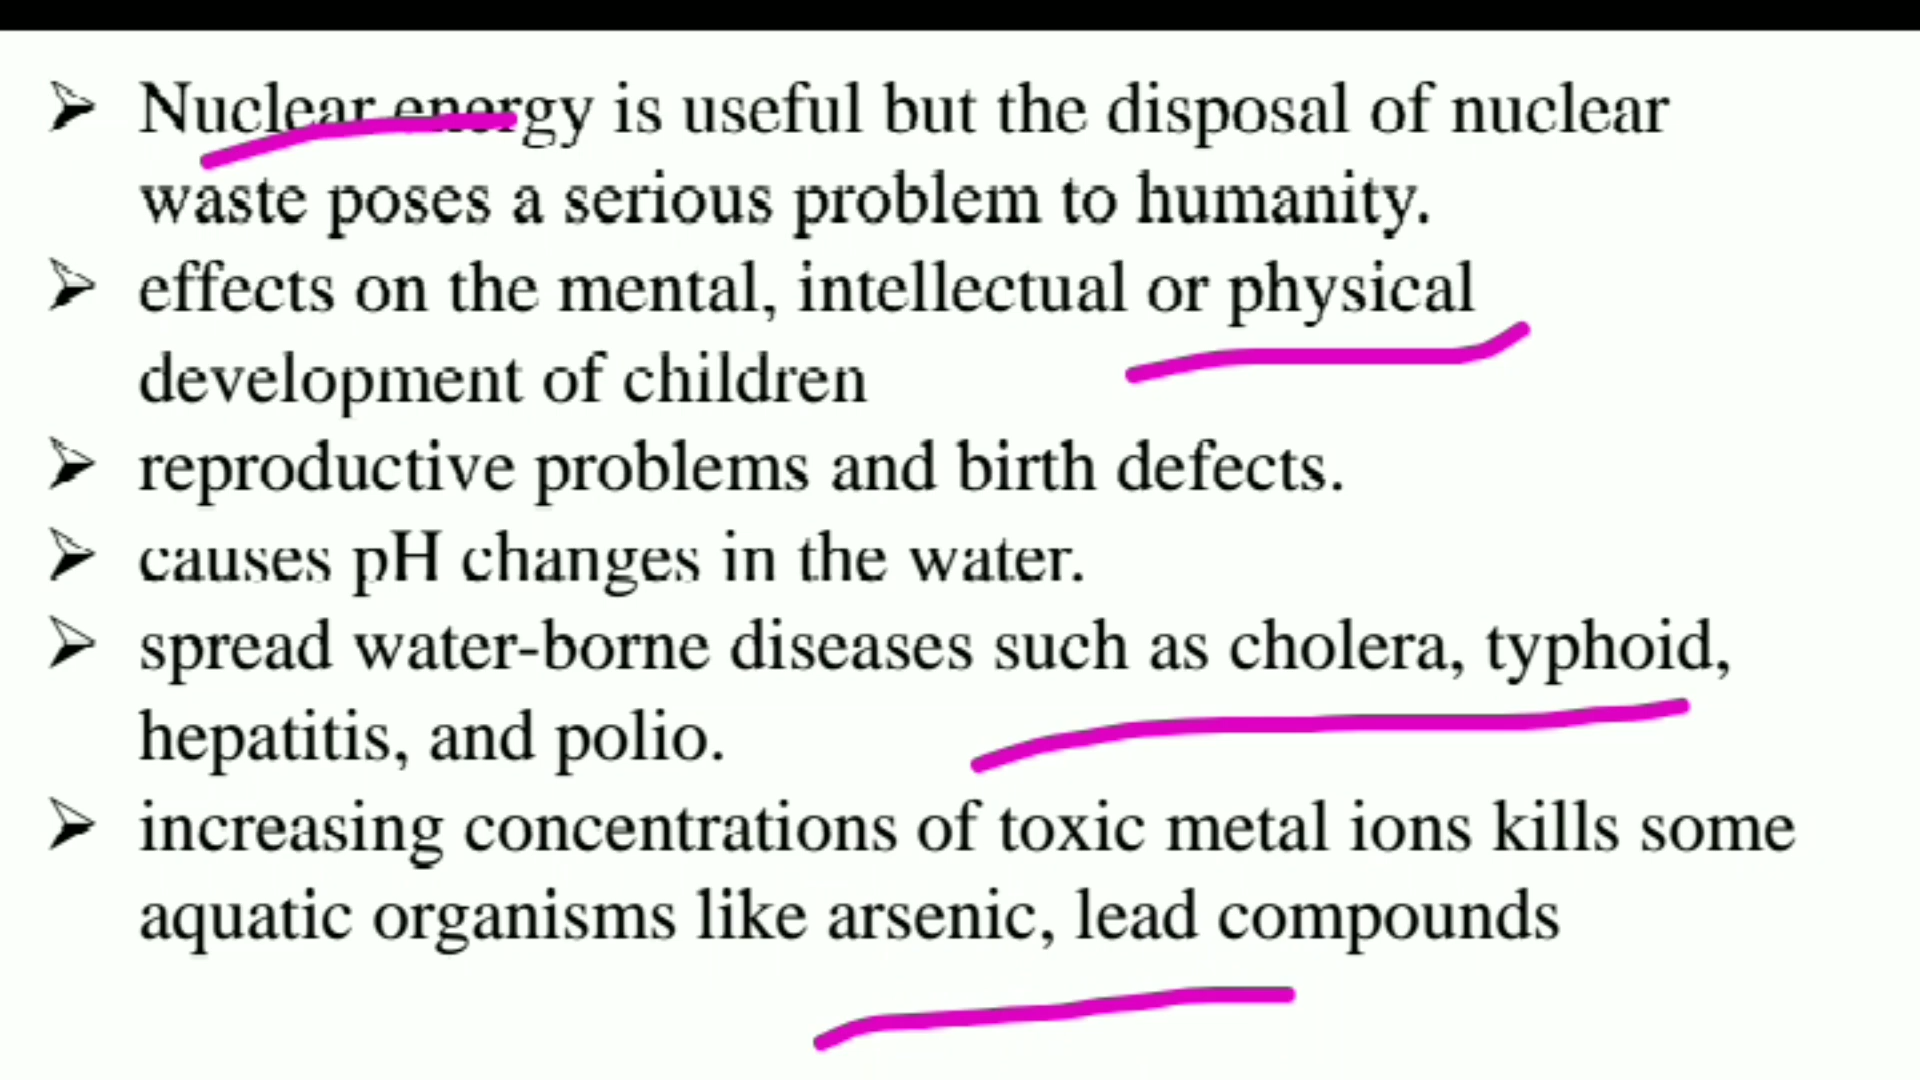 ➢ Nuclear energy is useful but the disposal of nuclear
waste poses a serious problem to humanity.
➢ effects on the mental, intellectual or physical
development of children
➢ reproductive problems and birth defects.
➢ causes pH changes in the water.
➢ spread water-borne diseases such as cholera, typhoid,
hepatitis, and polio.
➢ increasing concentrations of toxic metal ions kills some
aquatic organisms like arsenic, lead compounds